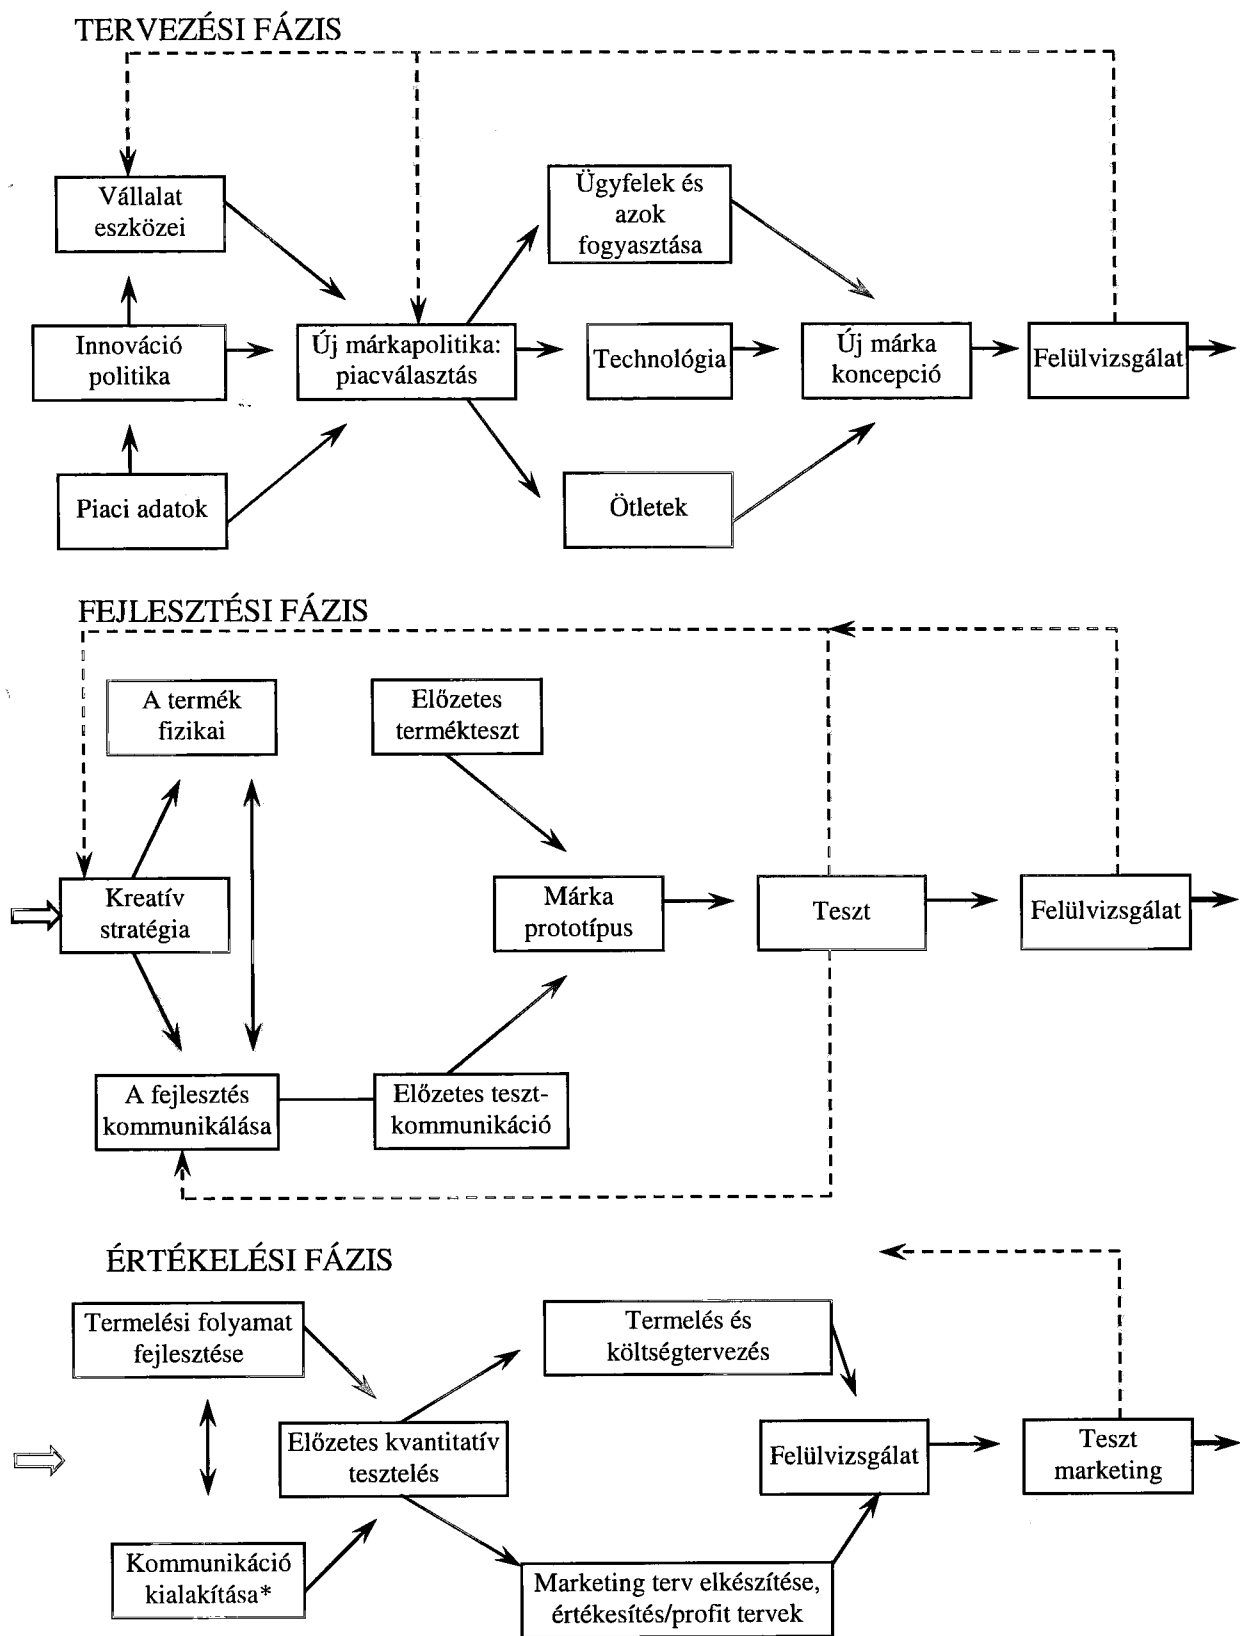 TERVEZÉSI FÁZIS
Vállalat
eszközei
Ügyfelek és
azok
fogyasztása
Innováció
politika
Új márkapolitika:
piacválasztás
Technológia
Új márka
koncepció
Felülvizsgálat
Piaci adatok
Ötletek
FEJLESZTÉSI FÁZIS
A termék
fizikai
Előzetes
termékteszt
Kreatív
stratégia
Márka
prototípus
Teszt
Felülvizsgálat
A fejlesztés
kommunikálása
Előzetes teszt-
kommunikáció
ÉRTÉKELÉSI FÁZIS
Termelési folyamat
fejlesztése
Termelés és
költségtervezés
Előzetes kvantitatív
tesztelés
Felülvizsgálat
Teszt
marketing
Kommunikáció
kialakítása*
Marketing terv elkészítése,
értékesítés/profit tervek